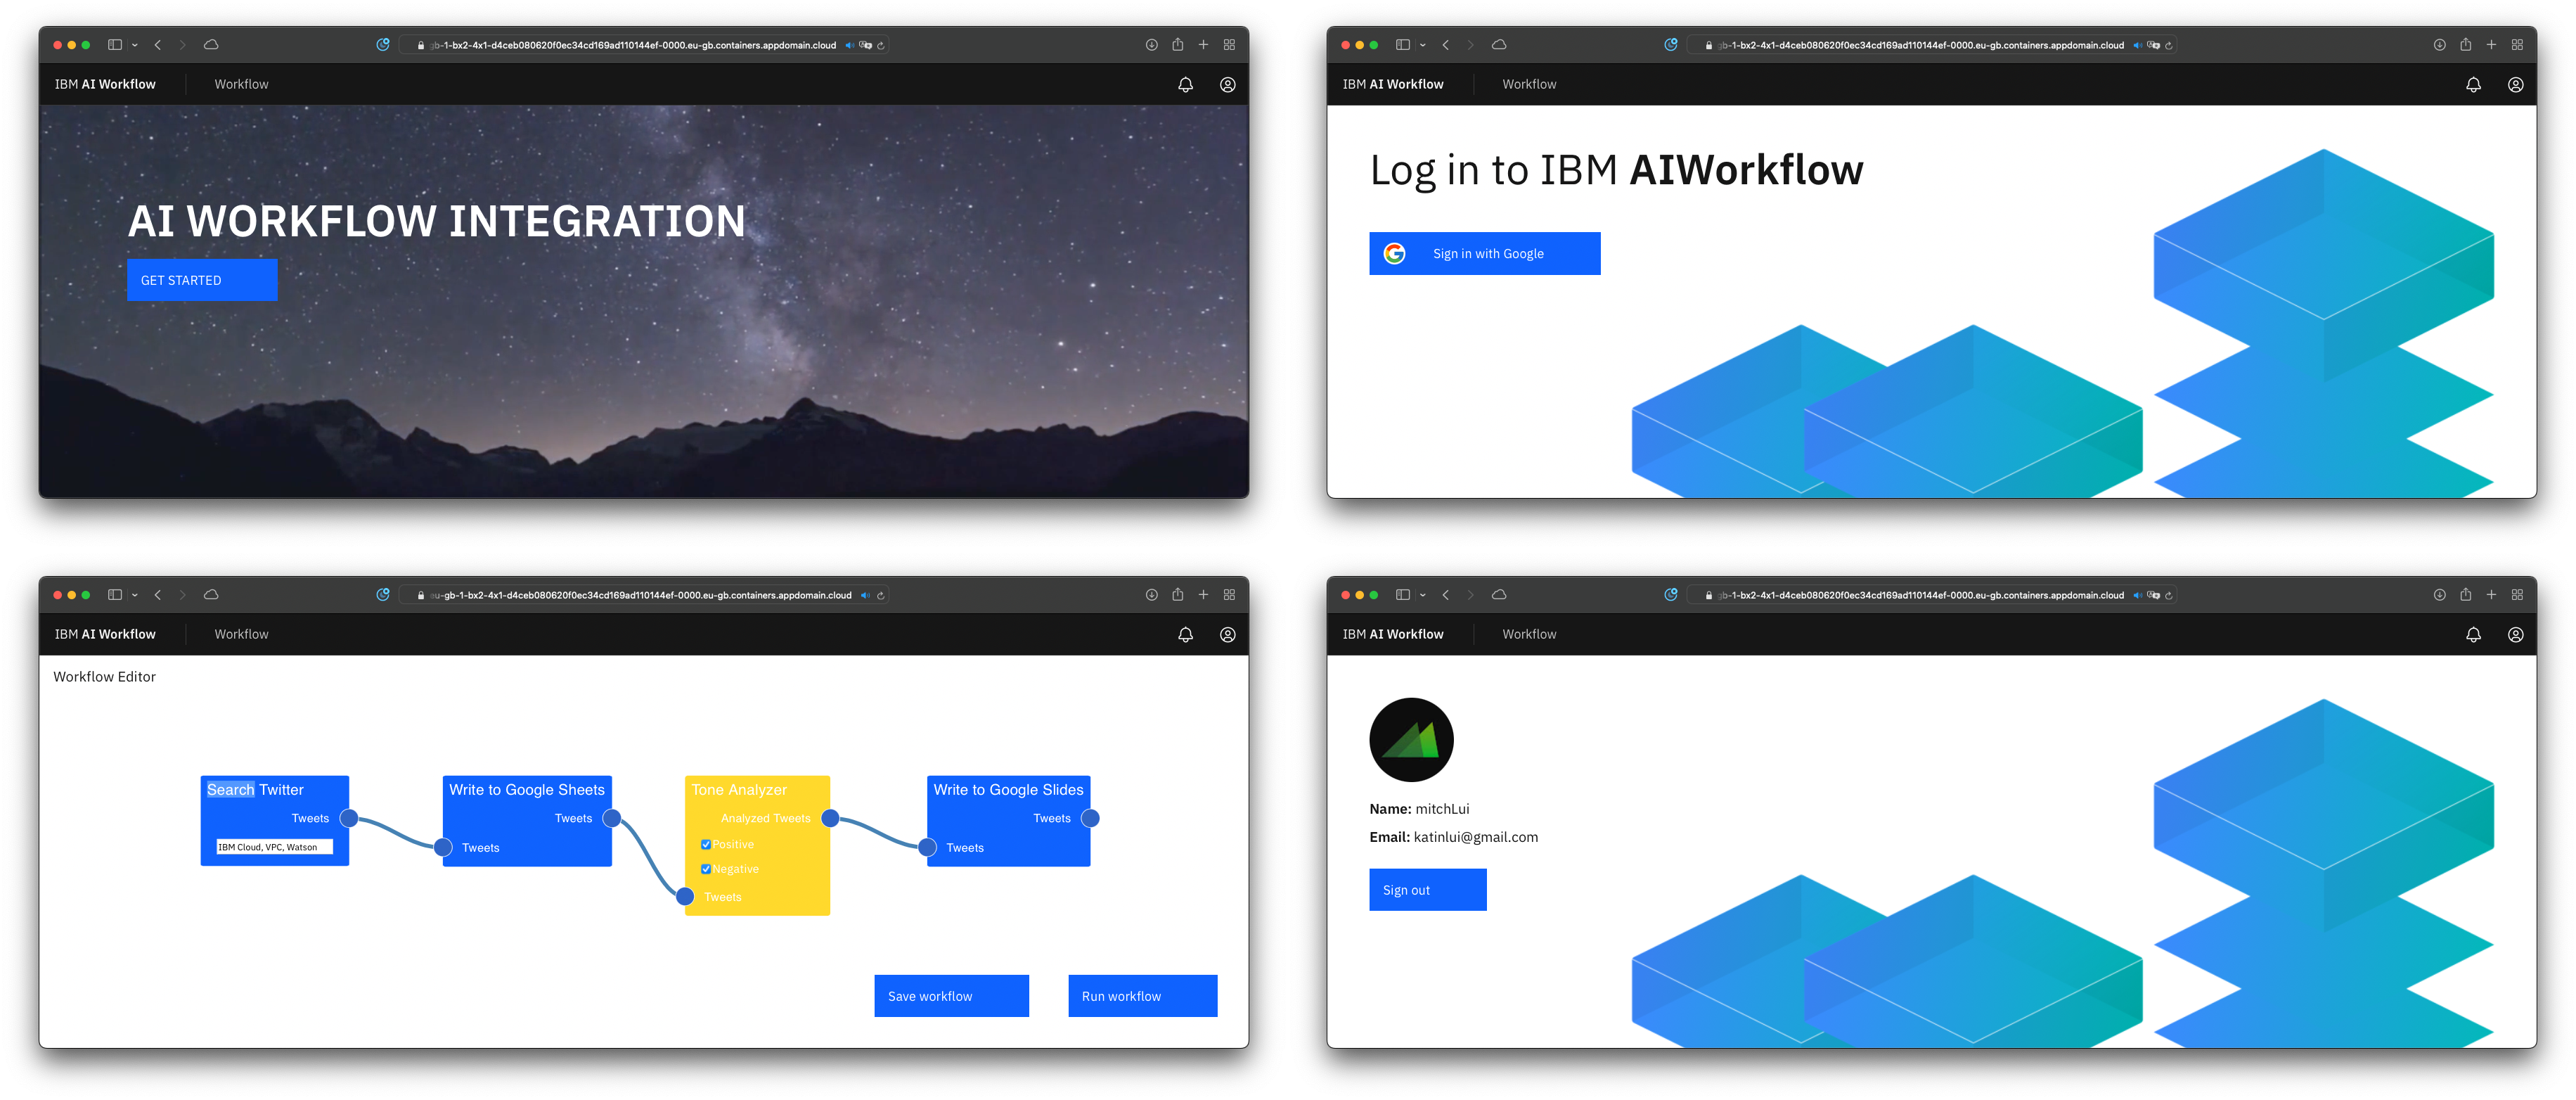 gb-1-bx2-4x1-d4ceb080620f0ec34cd169ad110144ef-0000.eu-gb.containers.appdomain.cloud
IBM AI Workflow Workflow
AI WORKFLOW INTEGRATION
GET STARTED
gb-1-bx2-4x1-d4ceb080620f0ec34cd169ad110144ef-0000.eu-gb.containers.appdomain.cloud
IBM AI Workflow Workflow
Log in to IBM AIWorkflow
Sign in with Google
eu-gb-1-bx2-4x1-d4ceb080620f0ec34cd169ad110144ef-0000.eu-gb.containers.appdomain.cloud
IBM AI Workflow Workflow
Workflow Editor
Search Twitter
Tweets
IBM Cloud, VPC, Watson
Write to Google Sheets
Tweets
Tweets
Tone Analyzer
Analyzed Tweets
Positive
Negative
Tweets
Write to Google Slides
Tweets
Tweets
Save workflow
Run workflow
gb-1-bx2-4x1-d4ceb080620f0ec34cd169ad110144ef-0000.eu-gb.containers.appdomain.cloud
IBM AI Workflow Workflow
Name: mitchLui
Email: katinlui@gmail.com
Sign out